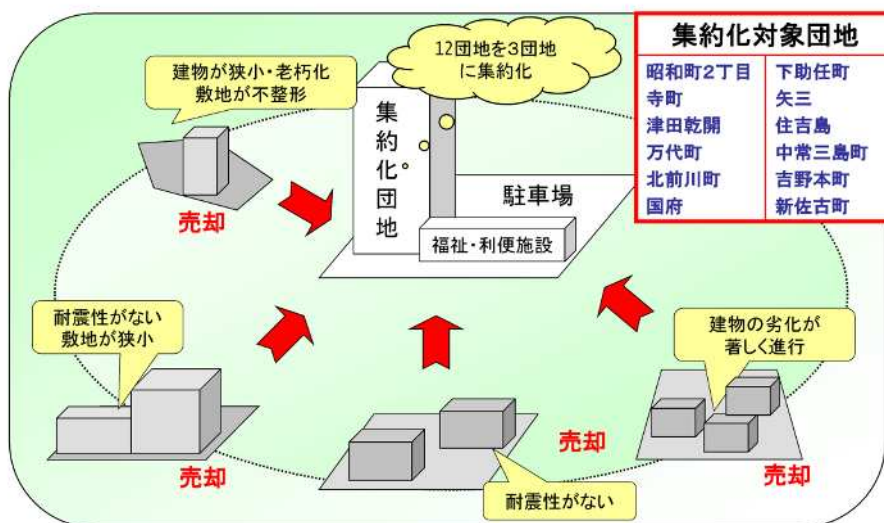 12団地を3団地
に集約化
集約化対象団地
昭和町2丁目 下助任町
寺町 矢三
津田乾開 住吉島
万代町 中常三島町
北前川町 吉野本町
国府 新佐古町
建物が狭小・老朽化
敷地が不整形
売却
集約化団地
駐車場
福祉・利便施設
耐震性がない
敷地が狭小
売却
建物の劣化が
著しく進行
売却
耐震性がない
売却